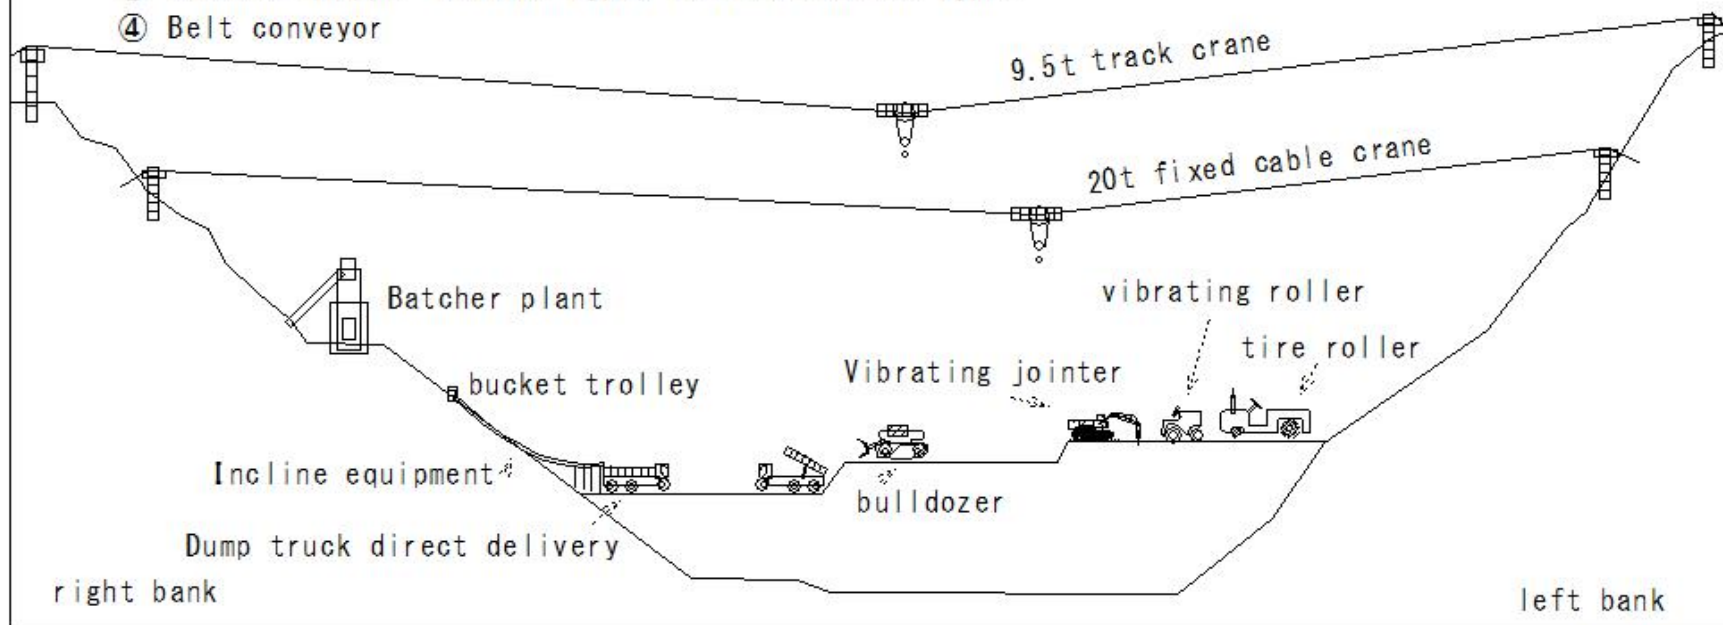 ④ Belt conveyor
9.5t track crane
20t fixed cable crane
Batcher plant
vibrating roller
tire roller
Vibrating jointer
bucket trolley
Incline equipment
bulldozer
Dump truck direct delivery
right bank
left bank